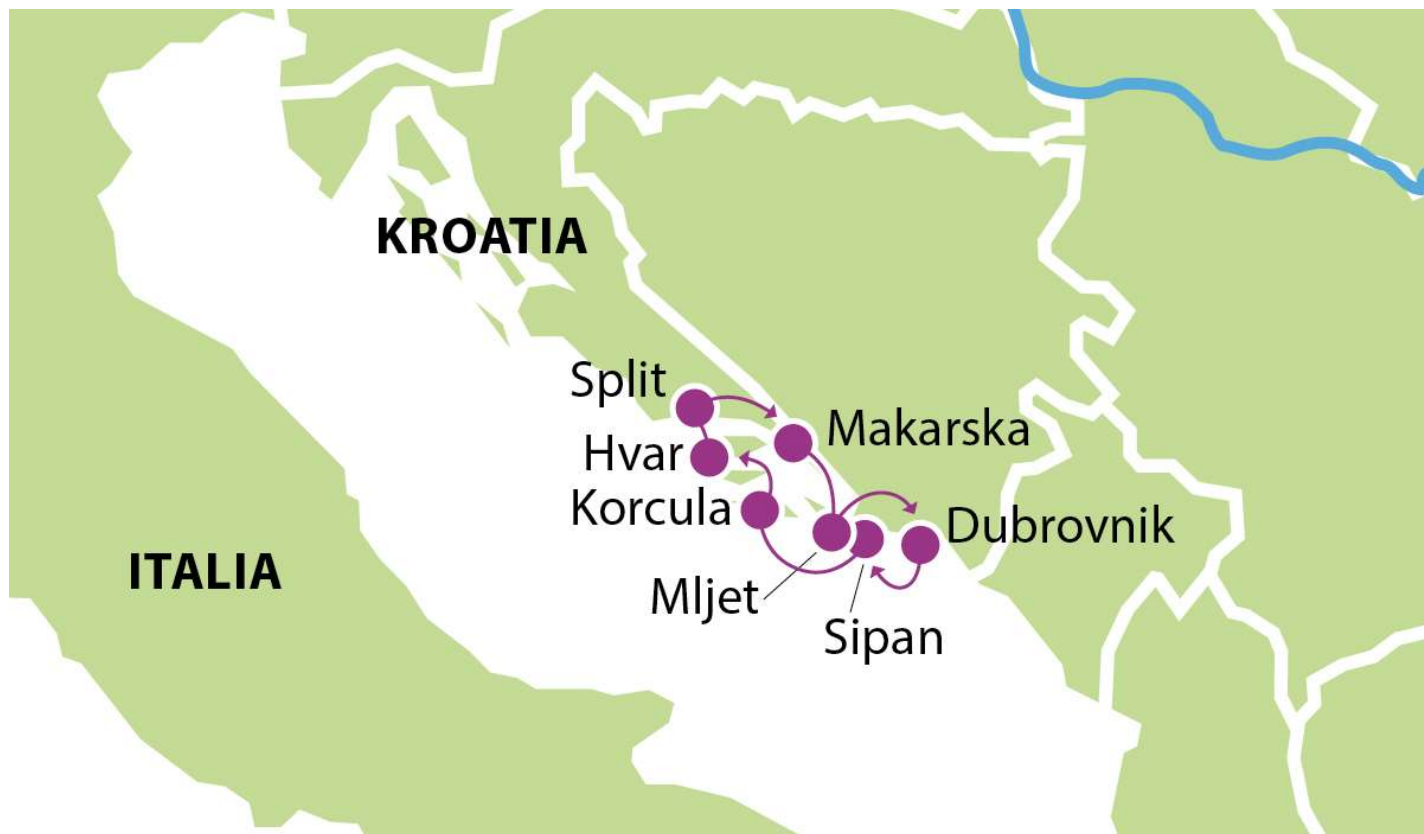 KROATIA
Split
Makarska
Hvar
Korcula
Dubrovnik
ITALIA
Mljet
Sipan